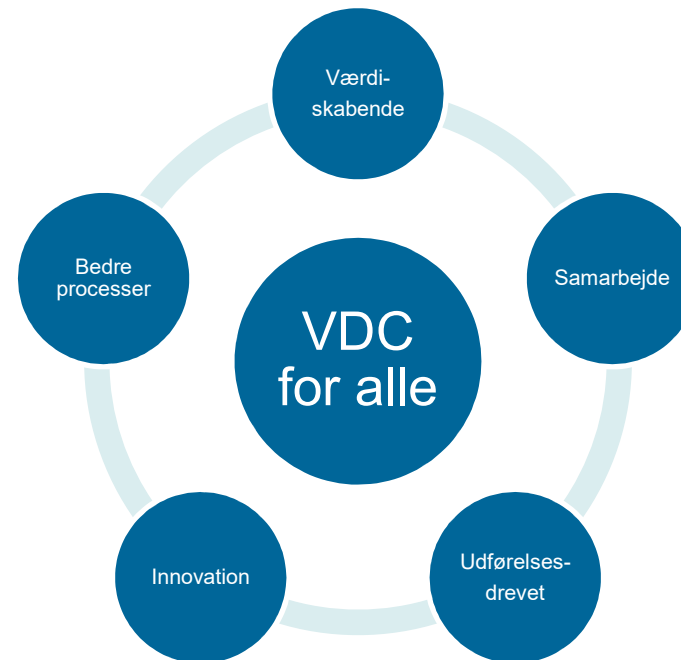 Værdi-
skabende
Samarbejde
Udførelses-
drevet
Innovation
Bedre
processer
VDC
for alle